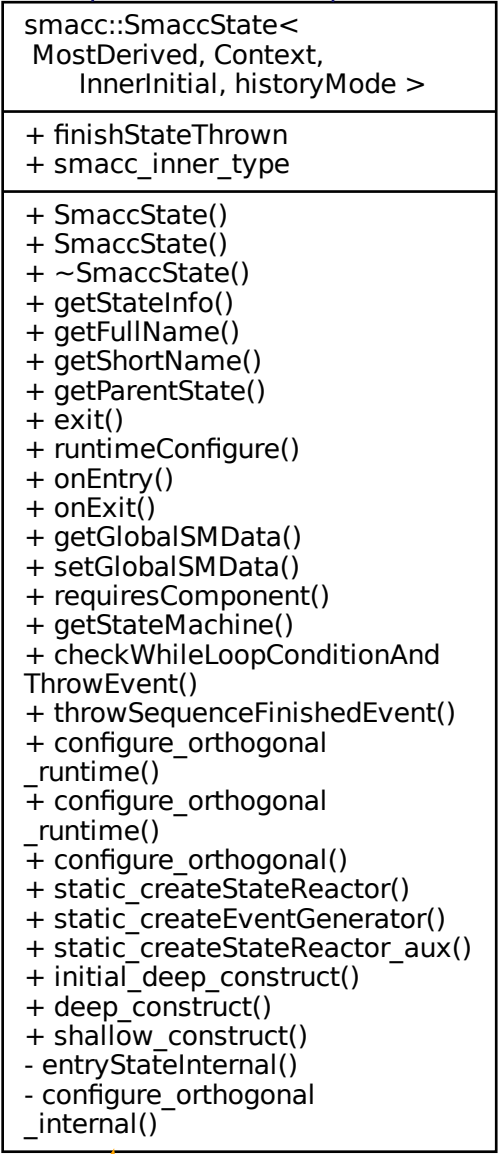 smacc::SmaccState<
MostDerived, Context,
InnerInitial, historyMode >
+ finishStateThrown
+ smacc_inner_type
+ SmaccState()
+ SmaccState()
+ ~SmaccState()
+ getStateInfo()
+ getFullName()
+ getShortName()
+ getParentState()
+ exit()
+ runtimeConfigure()
+ onEntry()
+ onExit()
+ getGlobalSMData()
+ setGlobalSMData()
+ requiresComponent()
+ getStateMachine()
+ checkWhileLoopConditionAnd
ThrowEvent()
+ throwSequenceFinishedEvent()
+ configure_orthogonal
_runtime()
+ configure_orthogonal
_runtime()
+ configure_orthogonal()
+ static_createStateReactor()
+ static_createEventGenerator()
+ static_createStateReactor_aux()
+ initial_deep_construct()
+ deep_construct()
+ shallow_construct()
- entryStateInternal()
- configure_orthogonal
_internal()